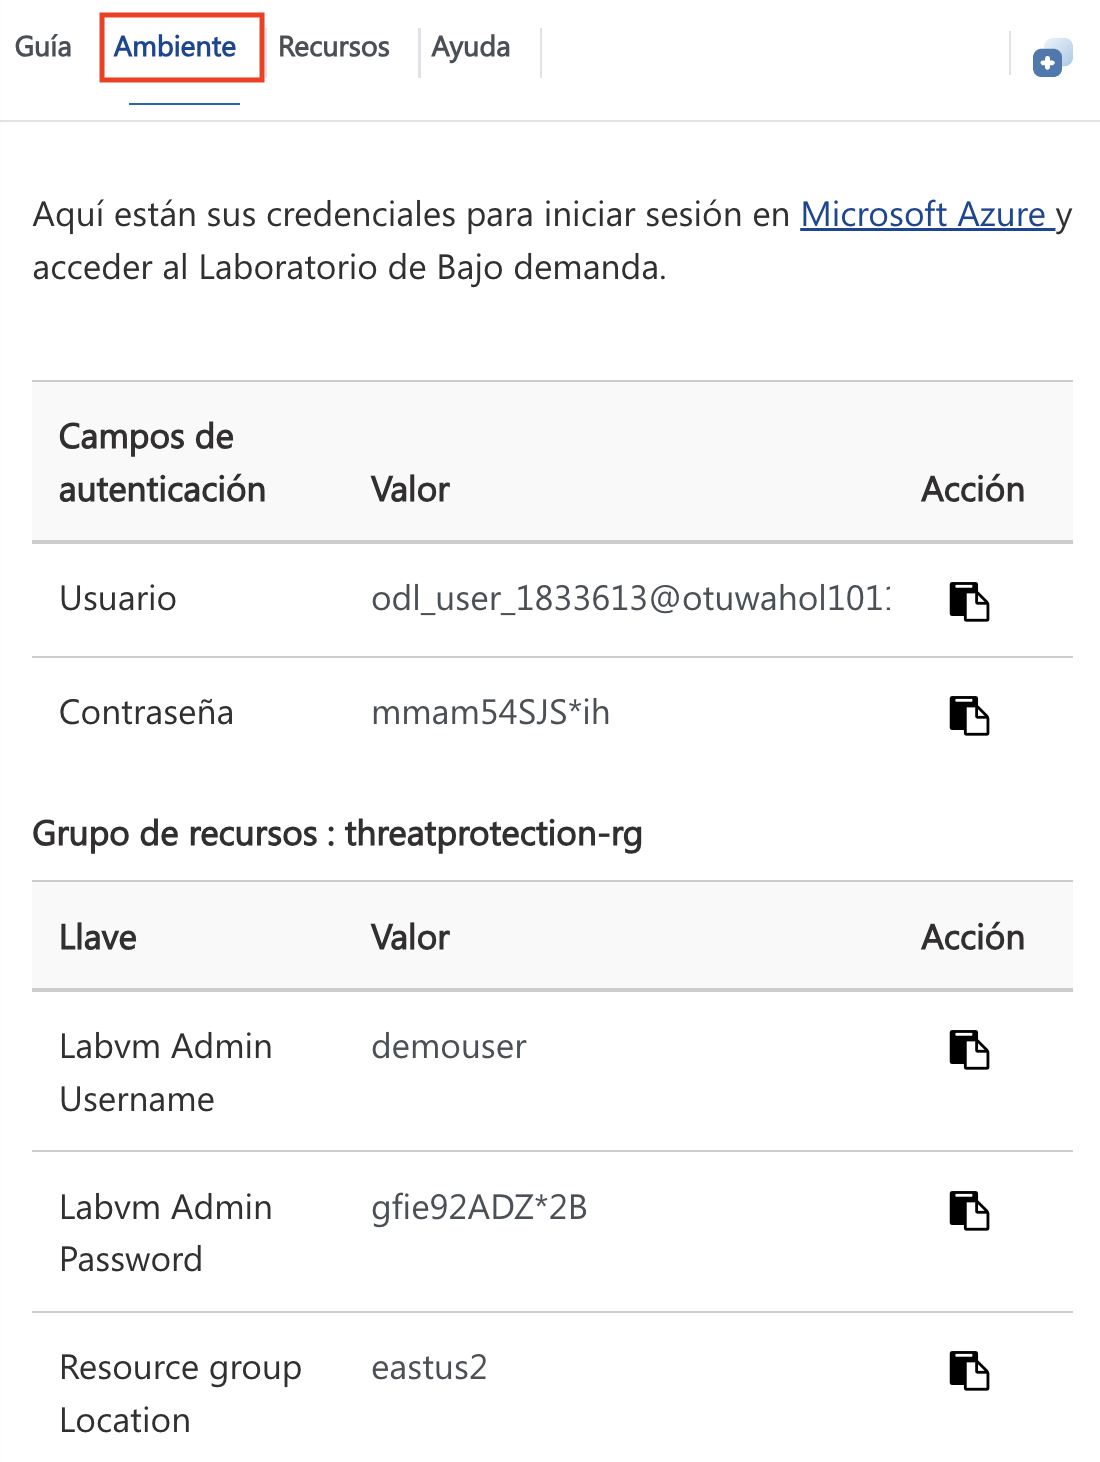 Guía Ambiente Recursos Ayuda
Aquí están sus credenciales para iniciar sesión en Microsoft Azure y
acceder al Laboratorio de Bajo demanda.
Campos de
autenticación Valor Acción
Usuario odl_user_1833613@otuwahol101
Contraseña mmam54SJS*ih
Grupo de recursos : threatprotection-rg
Llave Valor Acción
Labvm Admin demouser
Username
Labvm Admin gfie92ADZ*2B
Password
Resource group eastus2
Location